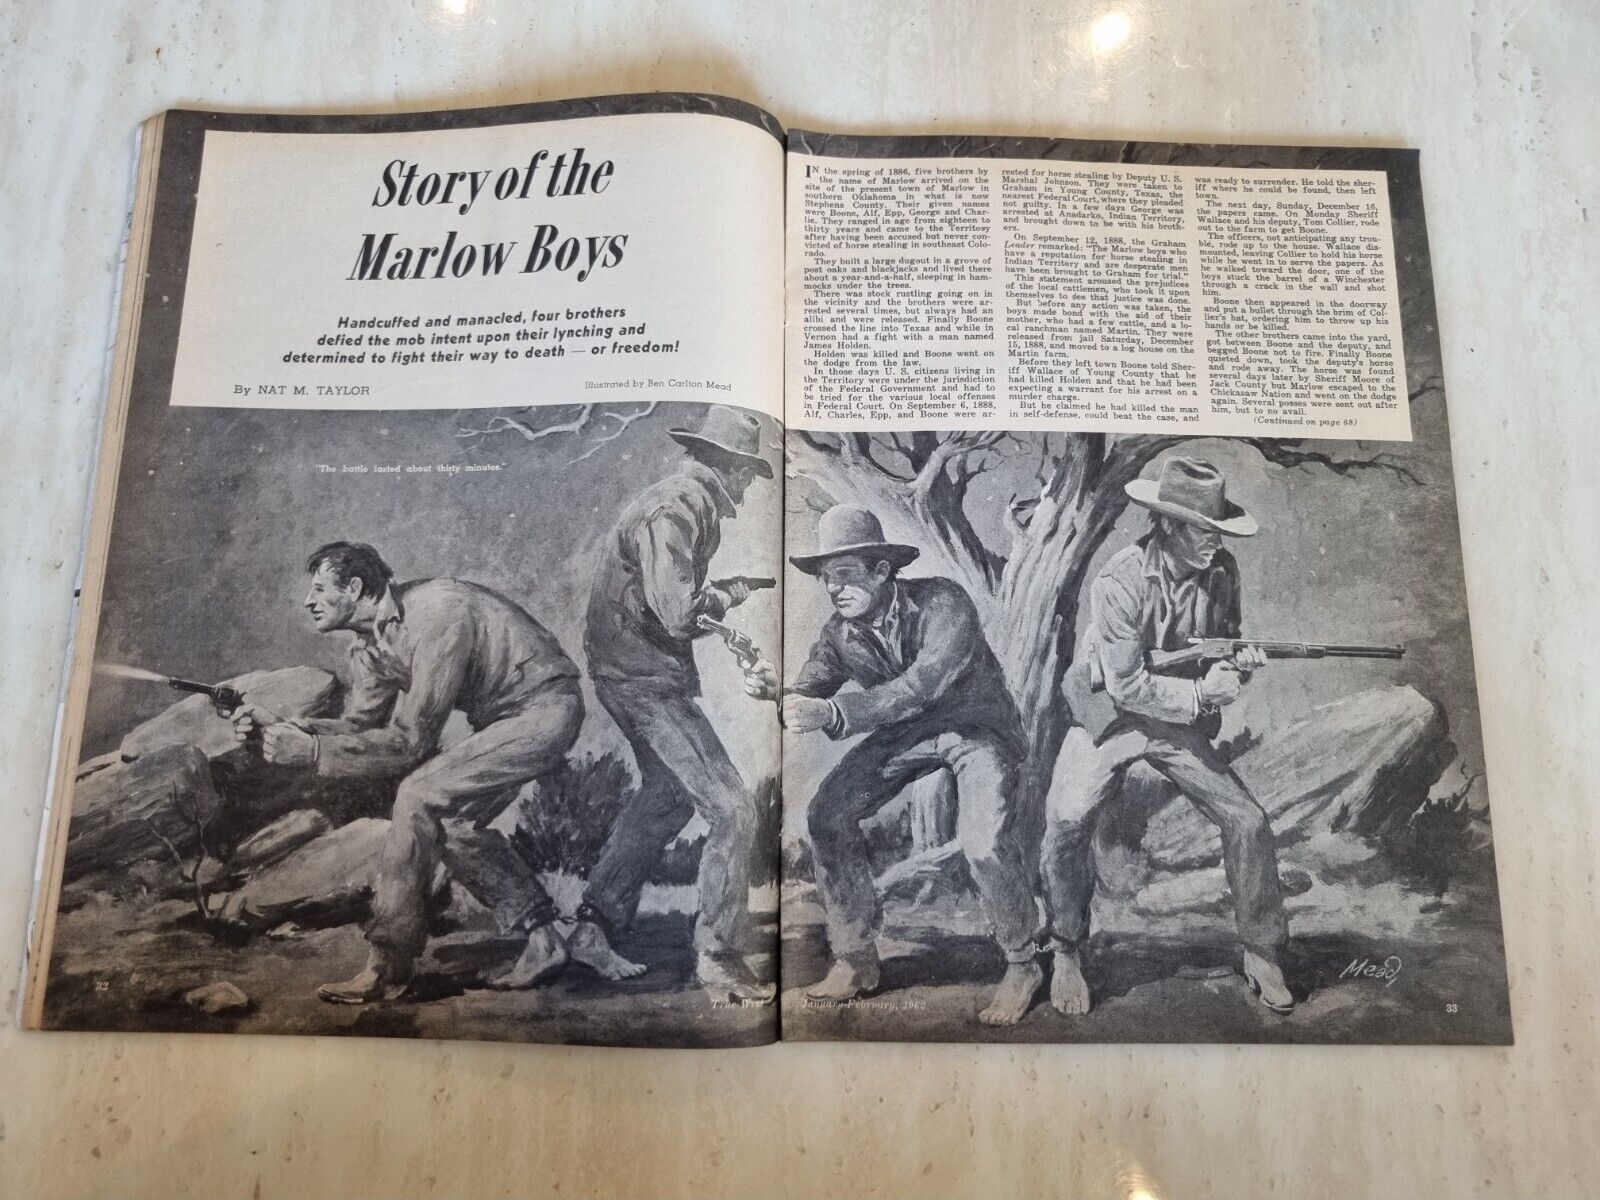 Story of the
Marlow Boys
Handcuffed and manacled, four brothers
defied the mob intent upon their lynching and
determined to fight their way to death — or freedom!
By NAT M. TAYLOR
Illustrated by Ben Carlton Mead
"The battle lasted about thirty minutes."
32
True West
IN the spring of 1886, five brothers by
the name of Marlow arrived on the
site of the present town of Marlow in
southern Oklahoma in what is now
Stephens County. Their given names
were Boone, Alf, Epp, George and Char-
lie. They ranged in age from eighteen to
thirty years and came to the Territory
after having been accused but never con-
victed of horse stealing in southeast Colo-
rado.
They built a large dugout in a grove of
post oaks and blackjacks and lived there
about a year-and-a-half, sleeping in ham-
mocks under the trees.
There was stock rustling going on in
the vicinity and the brothers were ar-
rested several times, but always had an
alibi and were released. Finally Boone
crossed the line into Texas and while in
Vernon had a fight with a man named
James Holden.
Holden was killed and Boone went on
the dodge from the law.
In those days U. S. citizens living in
the Territory were under the jurisdiction
of the Federal Government and had to
be tried for the various local offenses
in Federal Court. On September 6, 1888,
Alf, Charles, Epp, and Boone were ar-
rested for horse stealing by Deputy U. S.
Marshal Johnson. They were taken to
Graham in Young County, Texas, the
nearest Federal Court, where they pleaded
not guilty. In a few days George was
arrested at Anadarko, Indian Territory,
and brought down to be with his broth-
ers.
On September 12, 1888, the Graham
Leader remarked: "The Marlow boys who
have a reputation for horse stealing in
Indian Territory and are desperate men
have been brought to Graham for trial."
This statement aroused the prejudices
of the local cattlemen, who took it upon
themselves to see that justice was done.
But before any action was taken, the
boys made bond with the aid of their
mother, who had a few cattle, and a lo-
cal ranchman named Martin. They were
released from jail Saturday, December
15, 1888, and moved to a log house on the
Martin farm.
Before they left town Boone told Sher-
iff Wallace of Young County that he
had killed Holden and that he had been
expecting a warrant for his arrest on a
murder charge.
But he claimed he had killed the man
in self-defense, could beat the case, and
was ready to surrender. He told the sher-
iff where he could be found, then left
town.
The next day, Sunday, December 16,
the papers came. On Monday Sheriff
Wallace and his deputy, Tom Collier, rode
out to the farm to get Boone.
The officers, not anticipating any trou-
ble, rode up to the house. Wallace dis-
mounted, leaving Collier to hold his horse
while he went in to serve the papers. As
he walked toward the door, one of the
boys stuck the barrel of a Winchester
through a crack in the wall and shot
him.
Boone then appeared in the doorway
and put a bullet through the brim of Col-
lier's hat, ordering him to throw up his
hands or be killed.
The other brothers came into the yard,
got between Boone and the deputy, and
begged Boone not to fire. Finally Boone
quieted down, took the deputy's horse
and rode away. The horse was found
several days later by Sheriff Moore of
Jack County but Marlow escaped to the
Chickasaw Nation and went on the dodge
again. Several posses were sent out after
him, but to no avail.
(Continued on page 68)
Mead
January-February, 1962
33